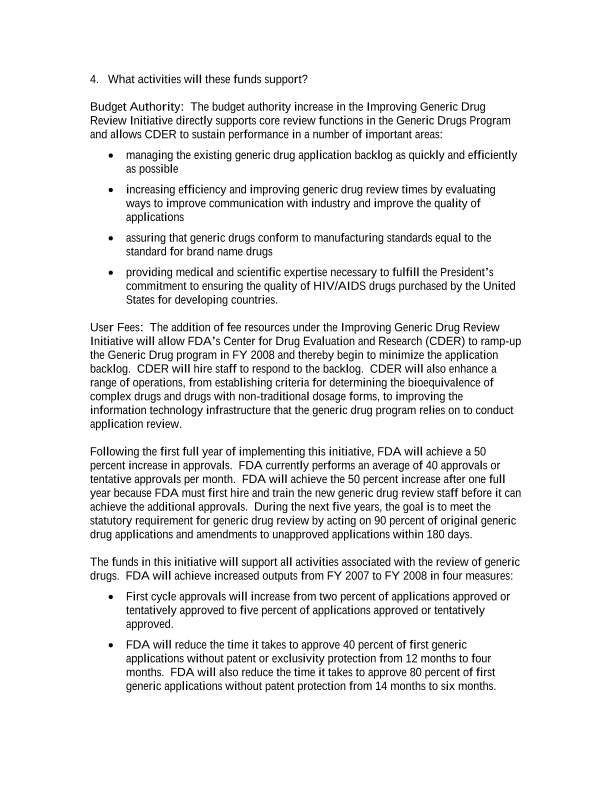 4. What activities will these funds support?
Budget Authority: The budget authority increase in the Improving Generic Drug
Review Initiative directly supports core review functions in the Generic Drugs Program
and allows CDER to sustain performance in a number of important areas:
• managing the existing generic drug application backlog as quickly and efficiently
as possible
• increasing efficiency and improving generic drug review times by evaluating
ways to improve communication with industry and improve the quality of
applications
• assuring that generic drugs conform to manufacturing standards equal to the
standard for brand name drugs
• providing medical and scientific expertise necessary to fulfill the President's
commitment to ensuring the quality of HIV/AIDS drugs purchased by the United
States for developing countries.
User Fees: The addition of fee resources under the Improving Generic Drug Review
Initiative will allow FDA's Center for Drug Evaluation and Research (CDER) to ramp-up
the Generic Drug program in FY 2008 and thereby begin to minimize the application
backlog. CDER will hire staff to respond to the backlog. CDER will also enhance a
range of operations, from establishing criteria for determining the bioequivalence of
complex drugs and drugs with non-traditional dosage forms, to improving the
information technology infrastructure that the generic drug program relies on to conduct
application review.
Following the first full year of implementing this initiative, FDA will achieve a 50
percent increase in approvals. FDA currently performs an average of 40 approvals or
tentative approvals per month. FDA will achieve the 50 percent increase after one full
year because FDA must first hire and train the new generic drug review staff before it can
achieve the additional approvals. During the next five years, the goal is to meet the
statutory requirement for generic drug review by acting on 90 percent of original generic
drug applications and amendments to unapproved applications within 180 days.
The funds in this initiative will support all activities associated with the review of generic
drugs. FDA will achieve increased outputs from FY 2007 to FY 2008 in four measures:
• First cycle approvals will increase from two percent of applications approved or
tentatively approved to five percent of applications approved or tentatively
approved.
• FDA will reduce the time it takes to approve 40 percent of first generic
applications without patent or exclusivity protection from 12 months to four
months. FDA will also reduce the time it takes to approve 80 percent of first
generic applications without patent protection from 14 months to six months.